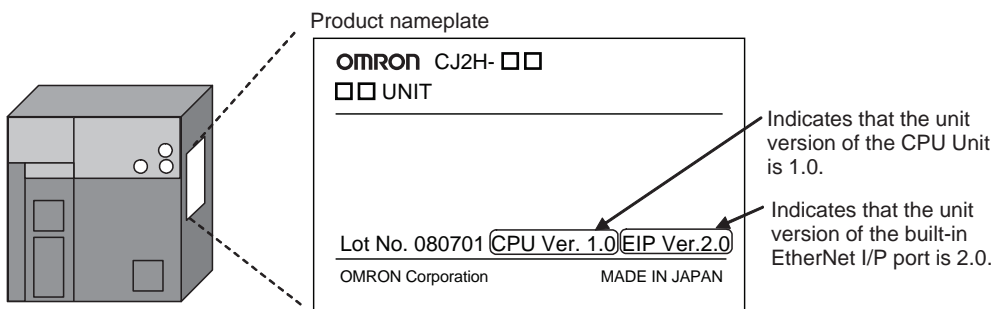 Product nameplate
OMRON CJ2H-□□
□□ UNIT
Indicates that the unit
version of the CPU Unit
is 1.0.
Lot No. 080701 CPU Ver. 1.0 EIP Ver.2.0
Indicates that the unit
version of the built-in
EtherNet I/P port is 2.0.
OMRON Corporation MADE IN JAPAN